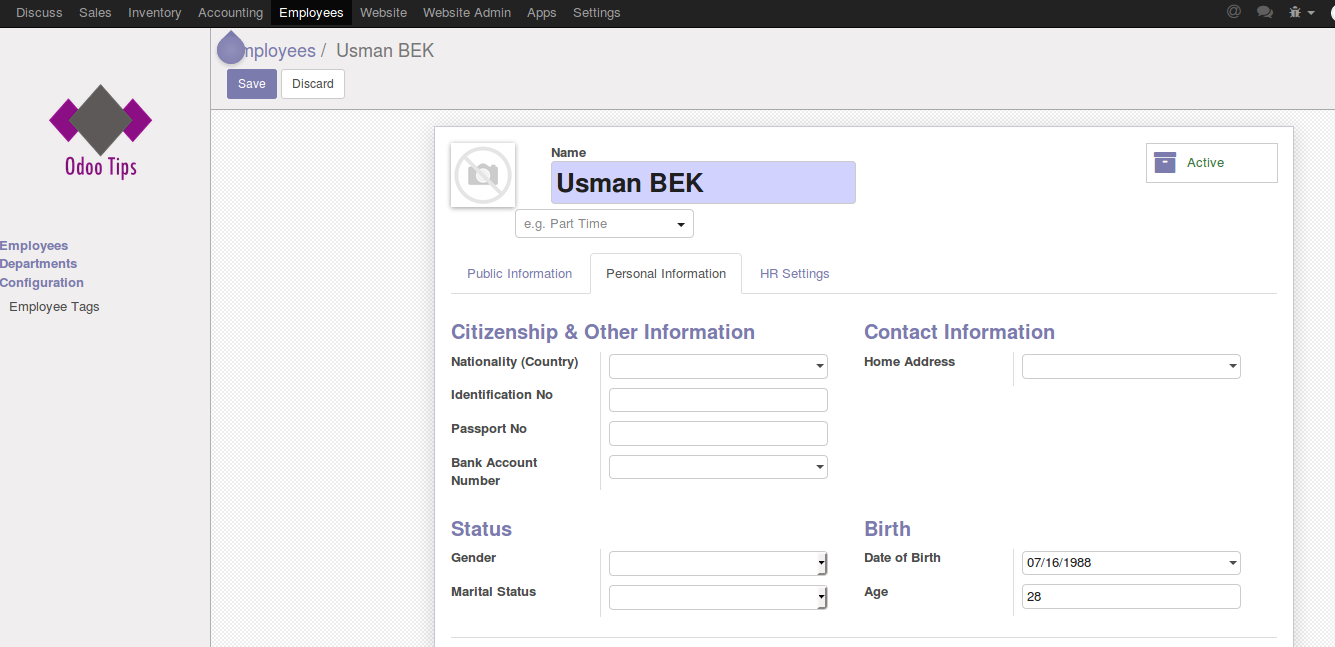 Discuss Sales Inventory Accounting Employees Website Website Admin Apps Settings @
mployees / Usman BEK
Save Discard
Odoo Tips
Employees
Departments
Configuration
Employee Tags
Name
Usman BEK
Active
e.g. Part Time
Public Information Personal Information HR Settings
Citizenship & Other Information
Nationality (Country)
Identification No
Passport No
Bank Account
Number
Contact Information
Home Address
Status
Gender
Marital Status
Birth
Date of Birth 07/16/1988
Age 28